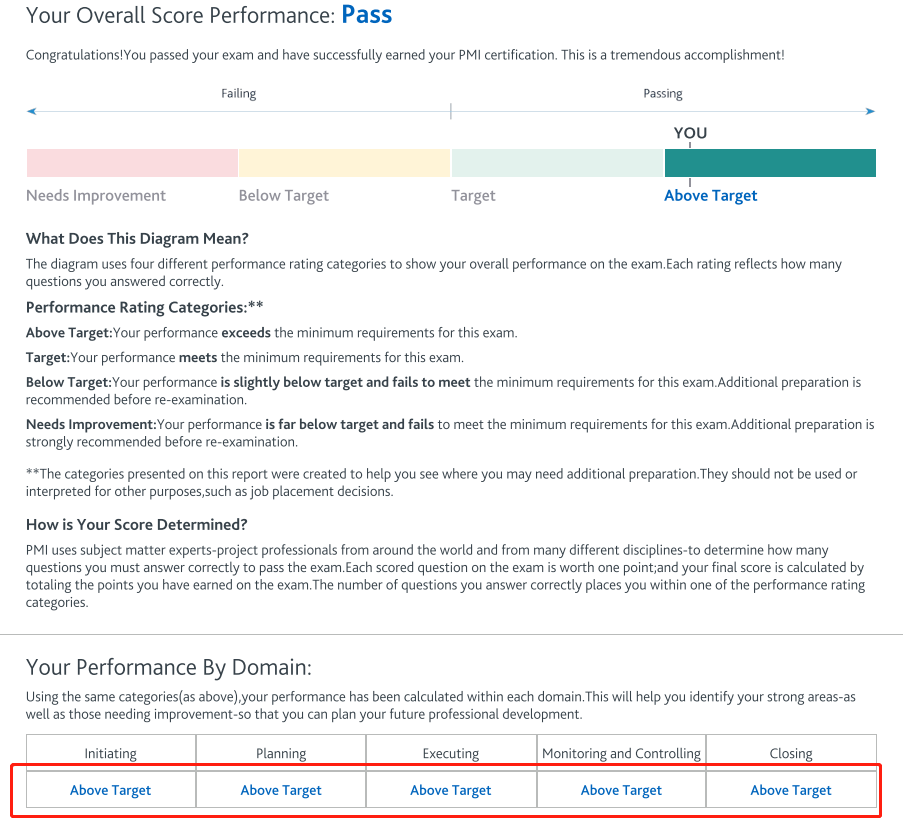 Your Overall Score Performance: Pass
Congratulations!You passed your exam and have successfully earned your PMI certification. This is a tremendous accomplishment!
Failing
Passing
YOU
Needs Improvement
Below Target
Target
Above Target
What Does This Diagram Mean?
The diagram uses four different performance rating categories to show your overall performance on the exam.Each rating reflects how many
questions you answered correctly.
Performance Rating Categories:**
Above Target:Your performance exceeds the minimum requirements for this exam.
Target:Your performance meets the minimum requirements for this exam.
Below Target:Your performance is slightly below target and fails to meet the minimum requirements for this exam.Additional preparation is
recommended before re-examination.
Needs Improvement:Your performance is far below target and fails to meet the minimum requirements for this exam.Additional preparation is
strongly recommended before re-examination.
**The categories presented on this report were created to help you see where you may need additional preparation.They should not be used or
interpreted for other purposes,such as job placement decisions.
How is Your Score Determined?
PMI uses subject matter experts-project professionals from around the world and from many different disciplines-to determine how many
questions you must answer correctly to pass the exam.Each scored question on the exam is worth one point;and your final score is calculated by
totaling the points you have earned on the exam.The number of questions you answer correctly places you within one of the performance rating
categories.
Your Performance By Domain:
Using the same categories(as above),your performance has been calculated within each domain.This will help you identify your strong areas-as
well as those needing improvement-so that you can plan your future professional development.
Initiating Planning Executing Monitoring and Controlling Closing
Above Target Above Target Above Target Above Target Above Target